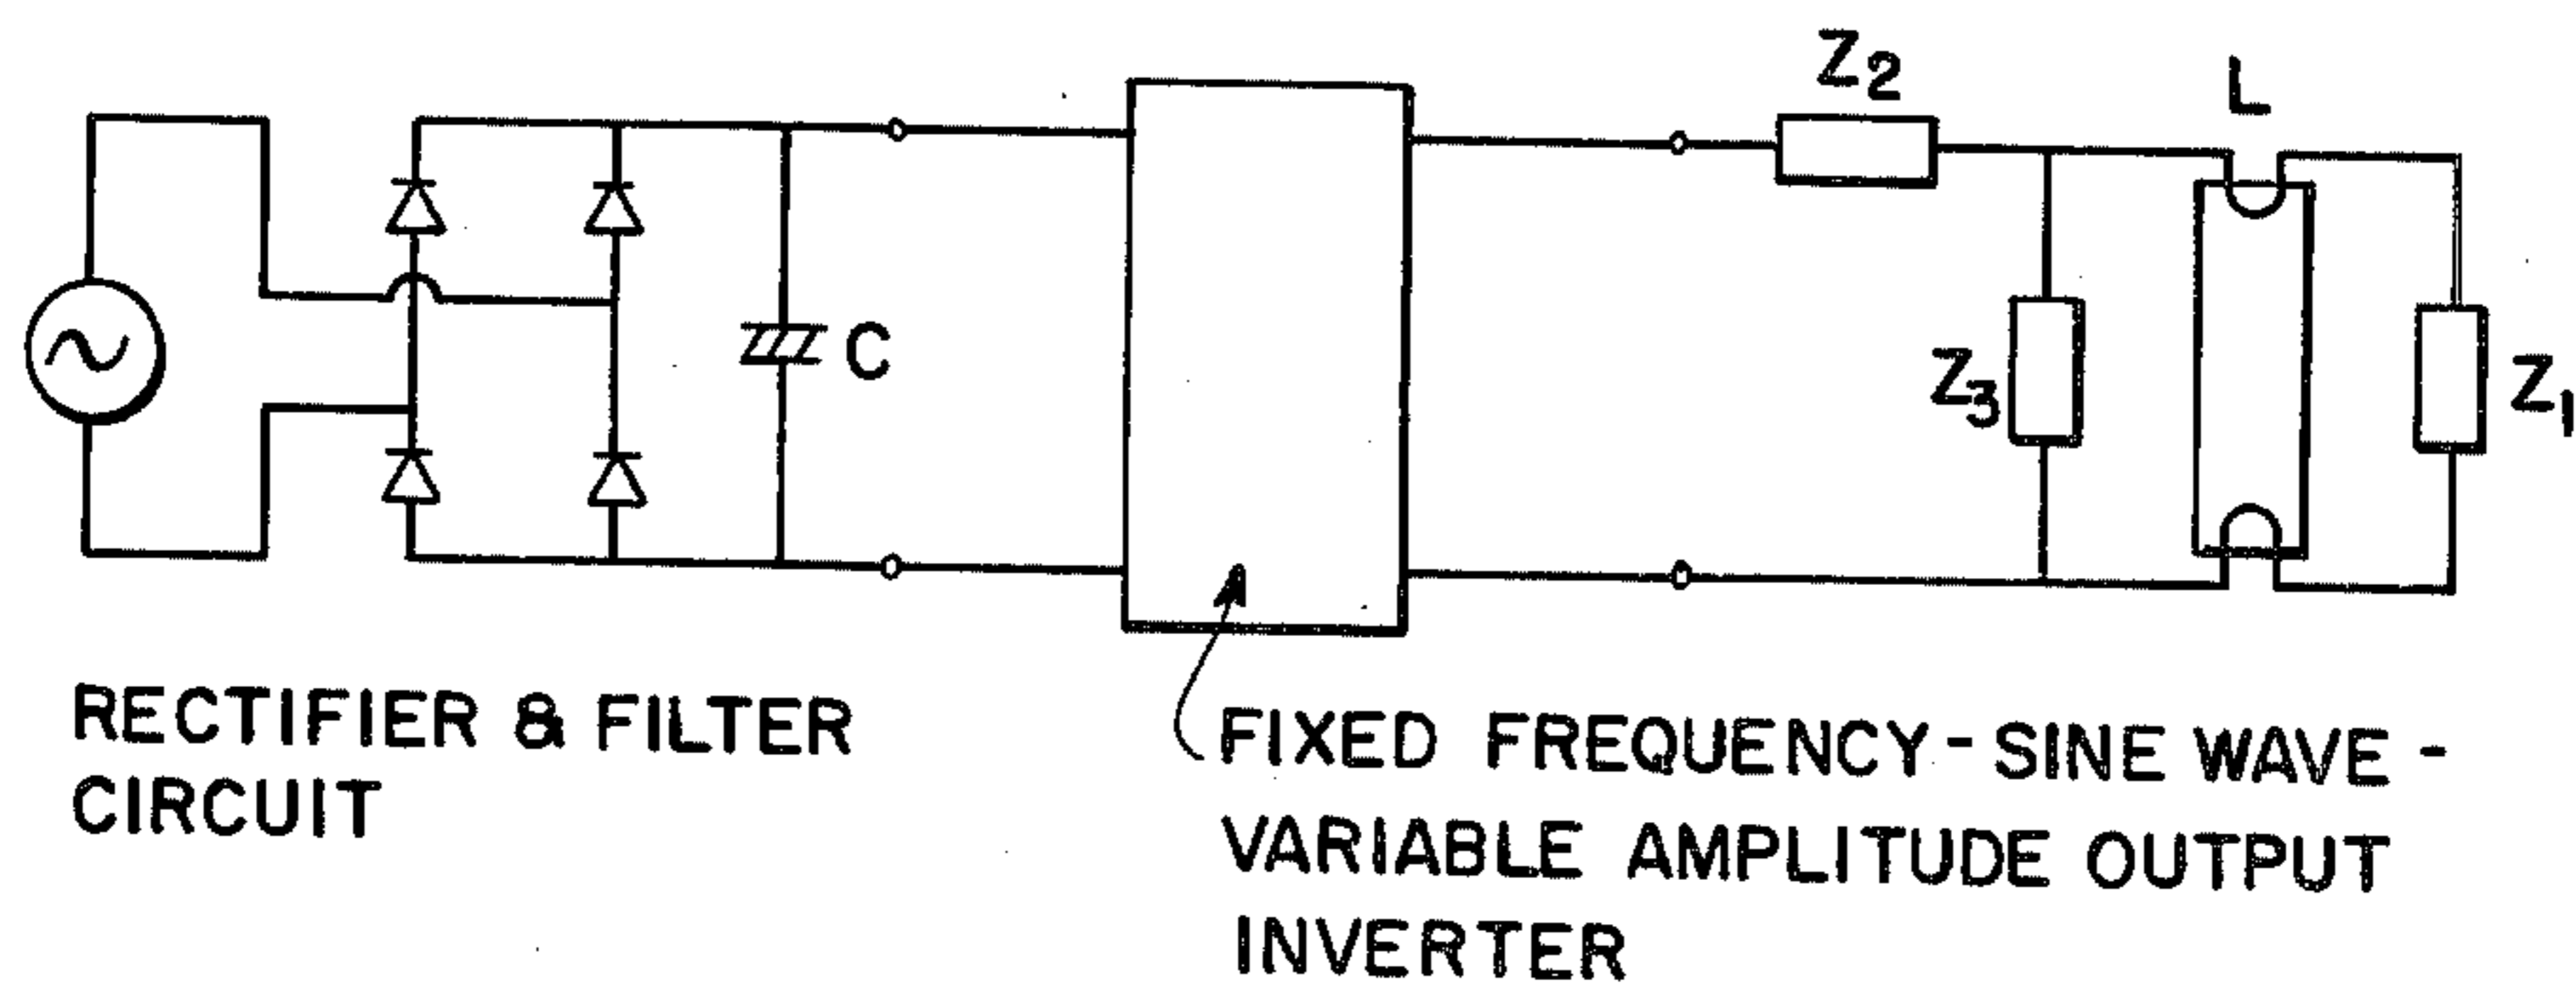 Z2
L
C
Z3
Z1
RECTIFIER & FILTER
CIRCUIT
FIXED FREQUENCY - SINE WAVE -
VARIABLE AMPLITUDE OUTPUT
INVERTER